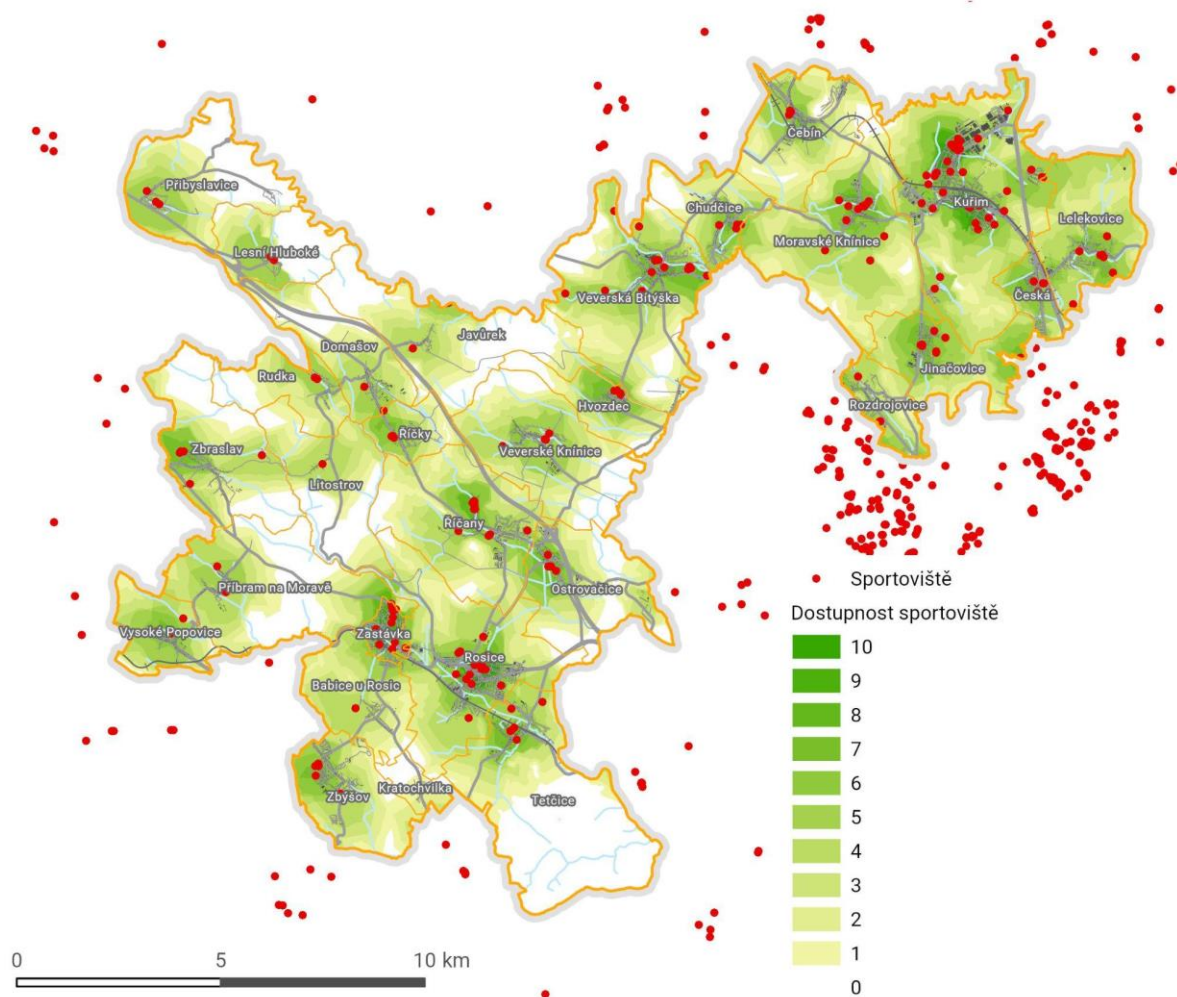 Čebín
Přibyslavice
Kuřim
Chudčice
Lelekovice
Moravské Knínice
Lesní Hluboké
Česká
Veverská Bítýška
Javůrek
Domašov
Jinačovice
Rudka
Rozdrojovice
Hvozdec
Říčky
Zbraslav
Veverské Knínice
Litostrov
Říčany
Sportoviště
Příbram na Moravě
Ostrovačice
Dostupnost sportoviště
Vysoké Popovice
Zastávka
10
Rosice
9
Babice u Rosic
8
7
6
Zbýšov
Kratochvilka
Tetčice
5
4
3
2
0
5
10 km
1
0